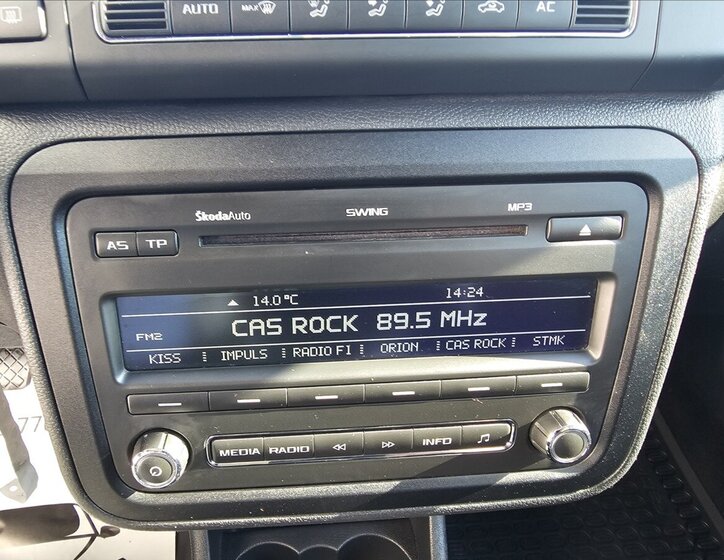 AUTO MAX AC
ŠkodaAuto SWING MP3
AS TP
14.0°C 14:24
CAS ROCK 89.5 MHz
FM2
KISS IMPULS RADIO F1 ORION CAS ROCK STMK
MEDIA RADIO INFO